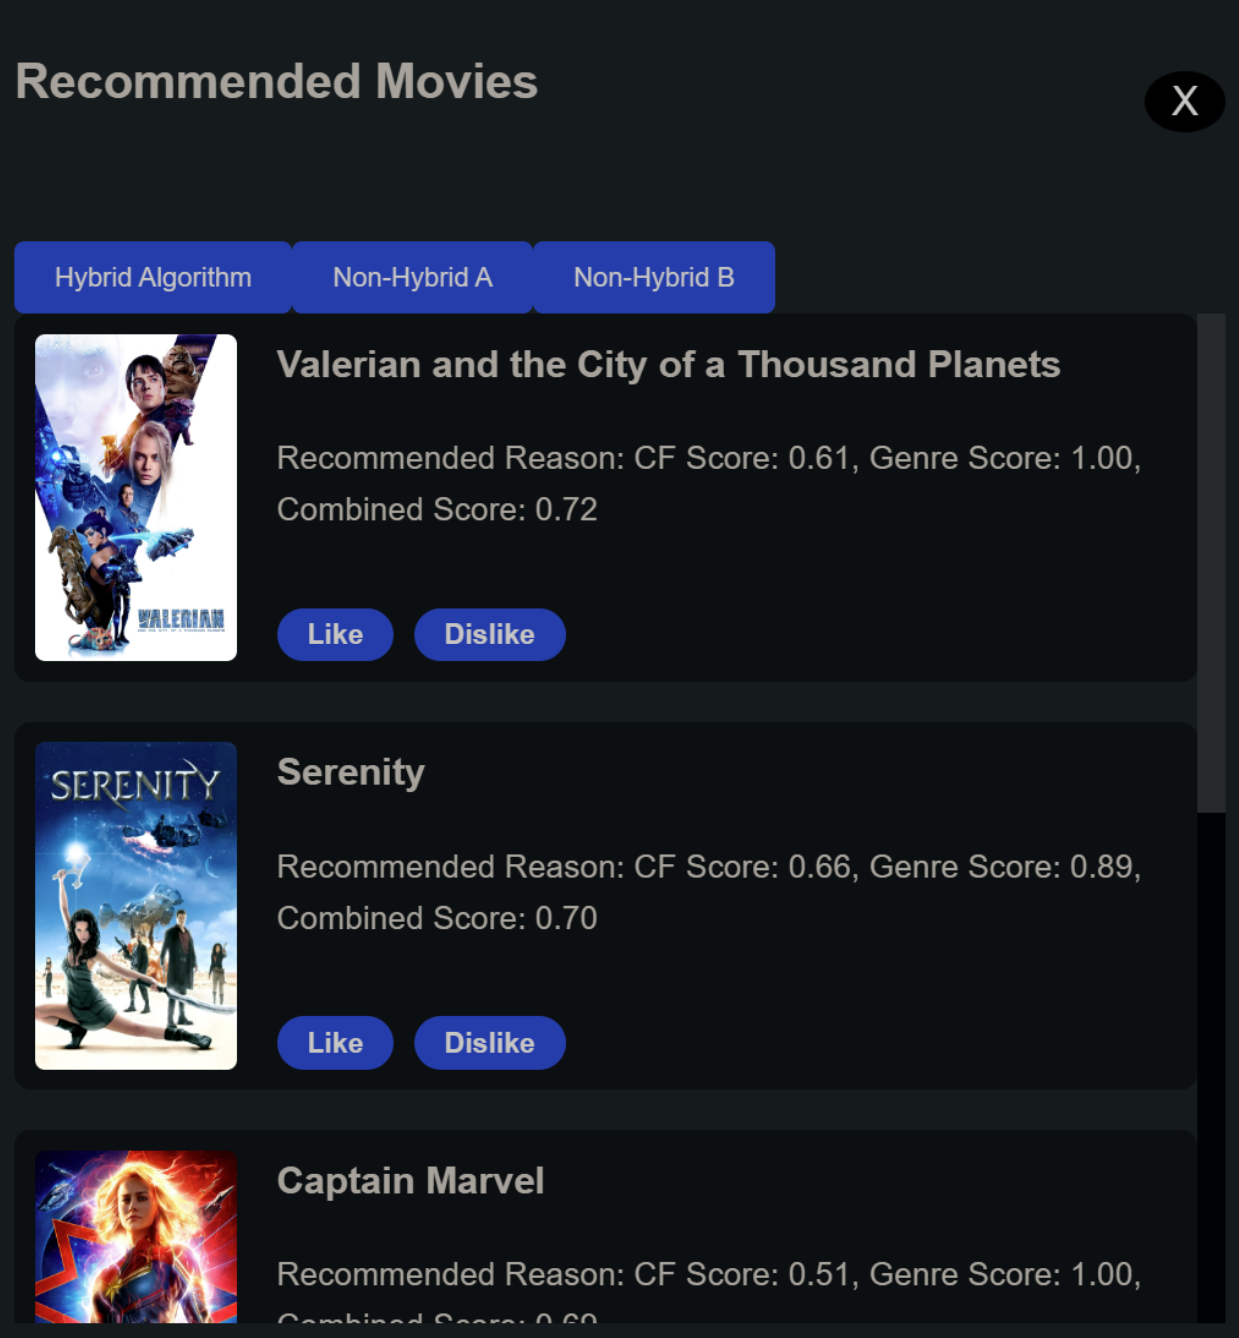 Recommended Movies
X
Hybrid Algorithm
Non-Hybrid A
Non-Hybrid B
Valerian and the City of a Thousand Planets
Recommended Reason: CF Score: 0.61, Genre Score: 1.00,
Combined Score: 0.72
VALERIAN
Like
Dislike
SERENITY
Serenity
Recommended Reason: CF Score: 0.66, Genre Score: 0.89,
Combined Score: 0.70
Like
Dislike
Captain Marvel
Recommended Reason: CF Score: 0.51, Genre Score: 1.00,
Combined Score: